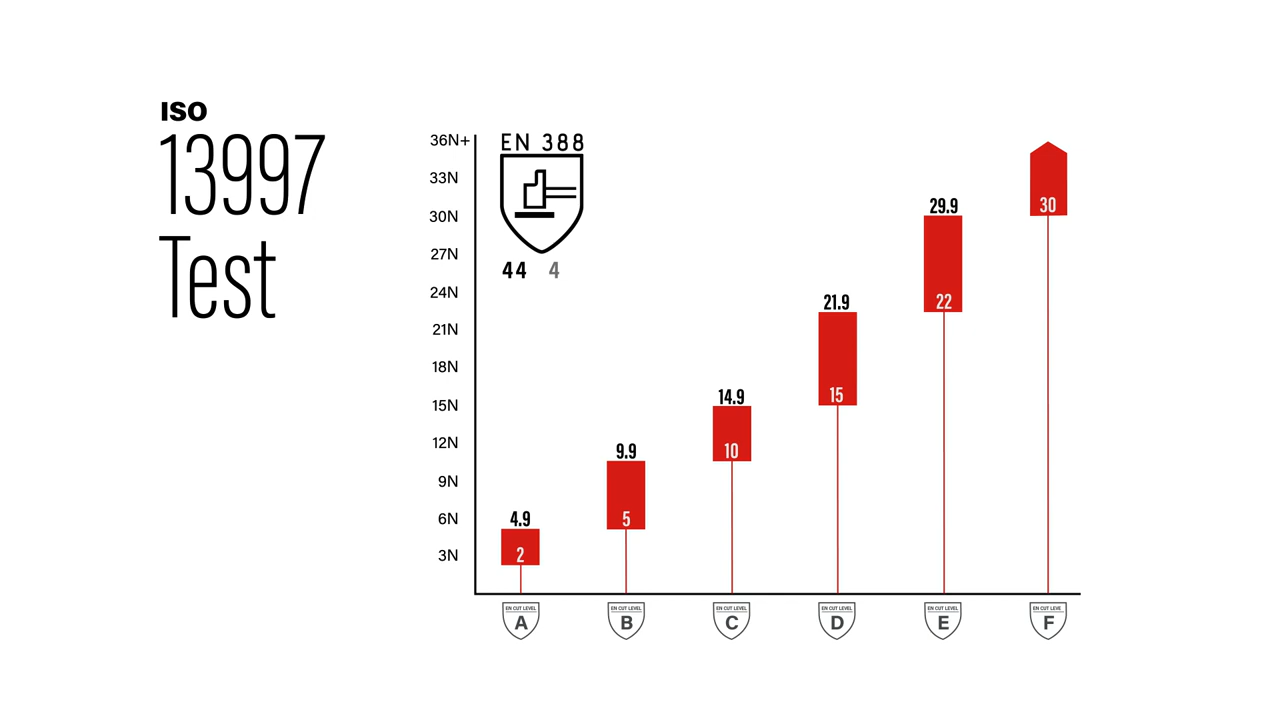 ISO
13997
Test
EN 388
44 4
36N+
33N
30N
27N
24N
21N
18N
15N
12N
9N
6N
3N
4.9
2
9.9
5
14.9
10
21.9
15
29.9
22
30
EN CUT LEVEL
A
EN CUT LEVEL
B
EN CUT LEVEL
C
EN CUT LEVEL
D
EN CUT LEVEL
E
EN CUT LEVE
F